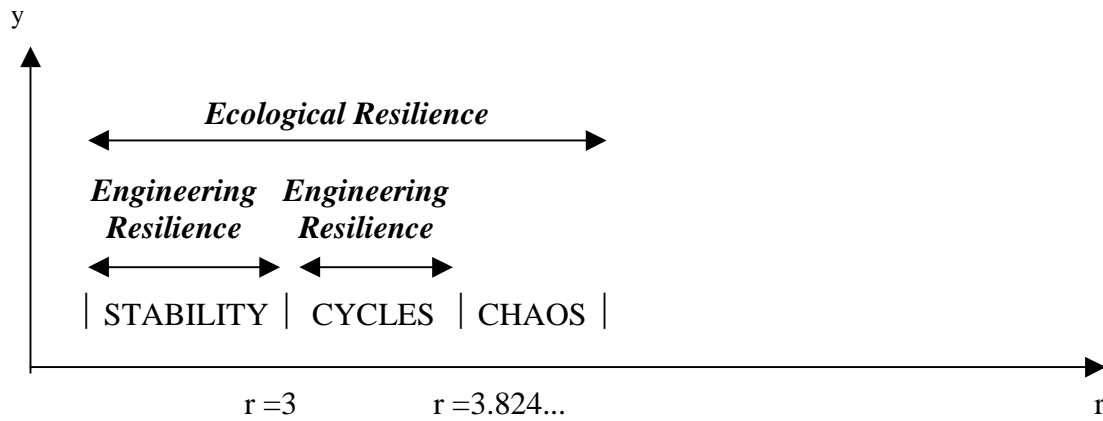 y
Ecological Resilience
Engineering Engineering
Resilience Resilience
| STABILITY | CYCLES | CHAOS |
r =3 r =3.824... r